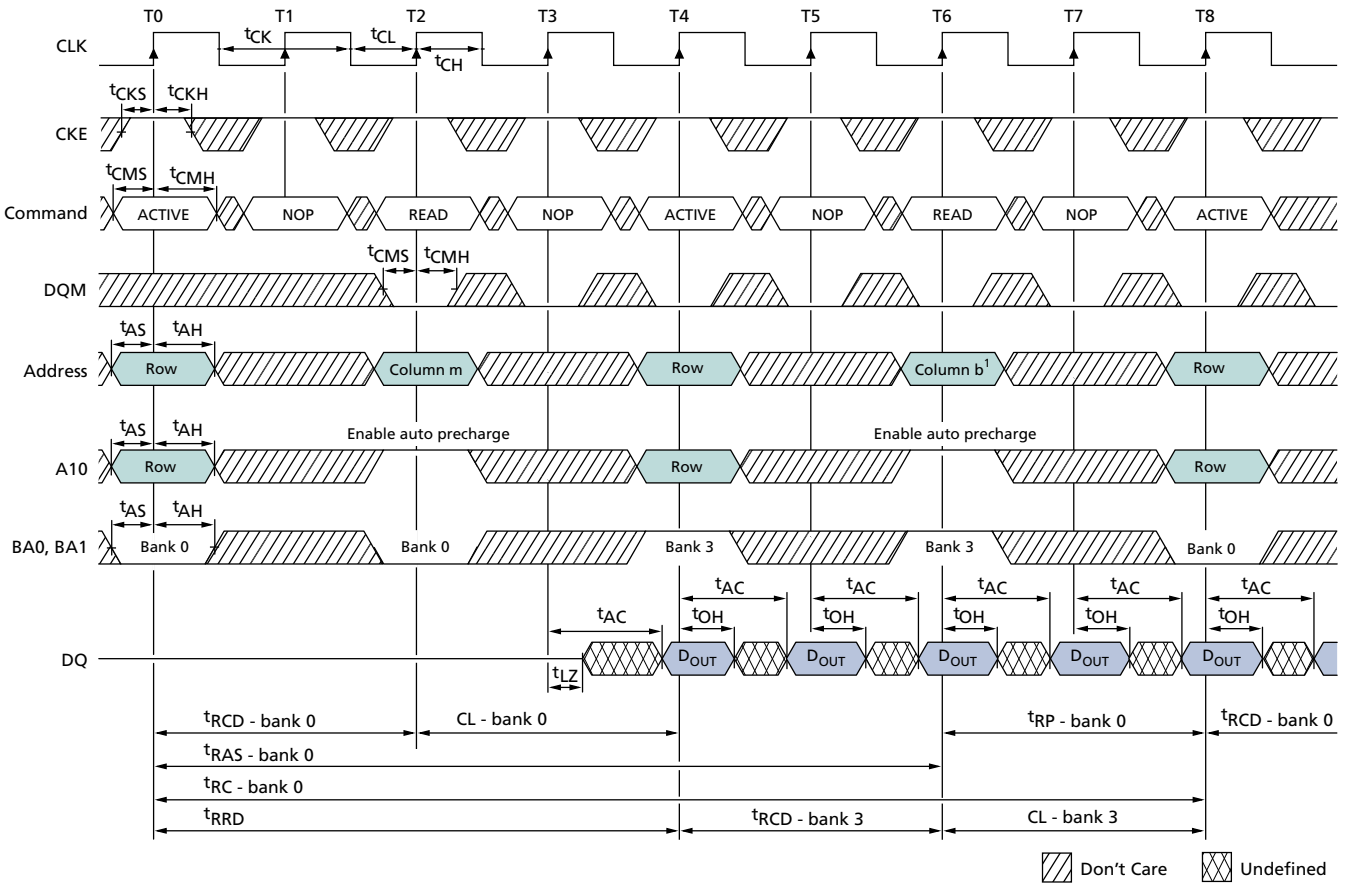 T0 T1 T2 T3 T4 T5 T6 T7 T8
CLK tCK tCL tCH
tCKS tCKH
CKE
tCMS tCMH
Command ACTIVE NOP READ NOP ACTIVE NOP READ NOP ACTIVE
tCMS tCMH
DQM
tAS tAH
Address Row Column m Row Column b1 Row
tAS tAH Enable auto precharge Enable auto precharge
A10 Row Row Row
tAS tAH
BA0, BA1 Bank 0 Bank 0 Bank 3 Bank 3 Bank 0
tAC tAC tAC tAC tAC tAC
tOH tOH tOH tOH tOH
DQ DOUT DOUT DOUT DOUT DOUT
tLZ
tRCD - bank 0 CL - bank 0 tRP - bank 0 tRCD - bank 0
tRAS - bank 0
tRC - bank 0
tRRD tRCD - bank 3 CL - bank 3
Don't Care Undefined